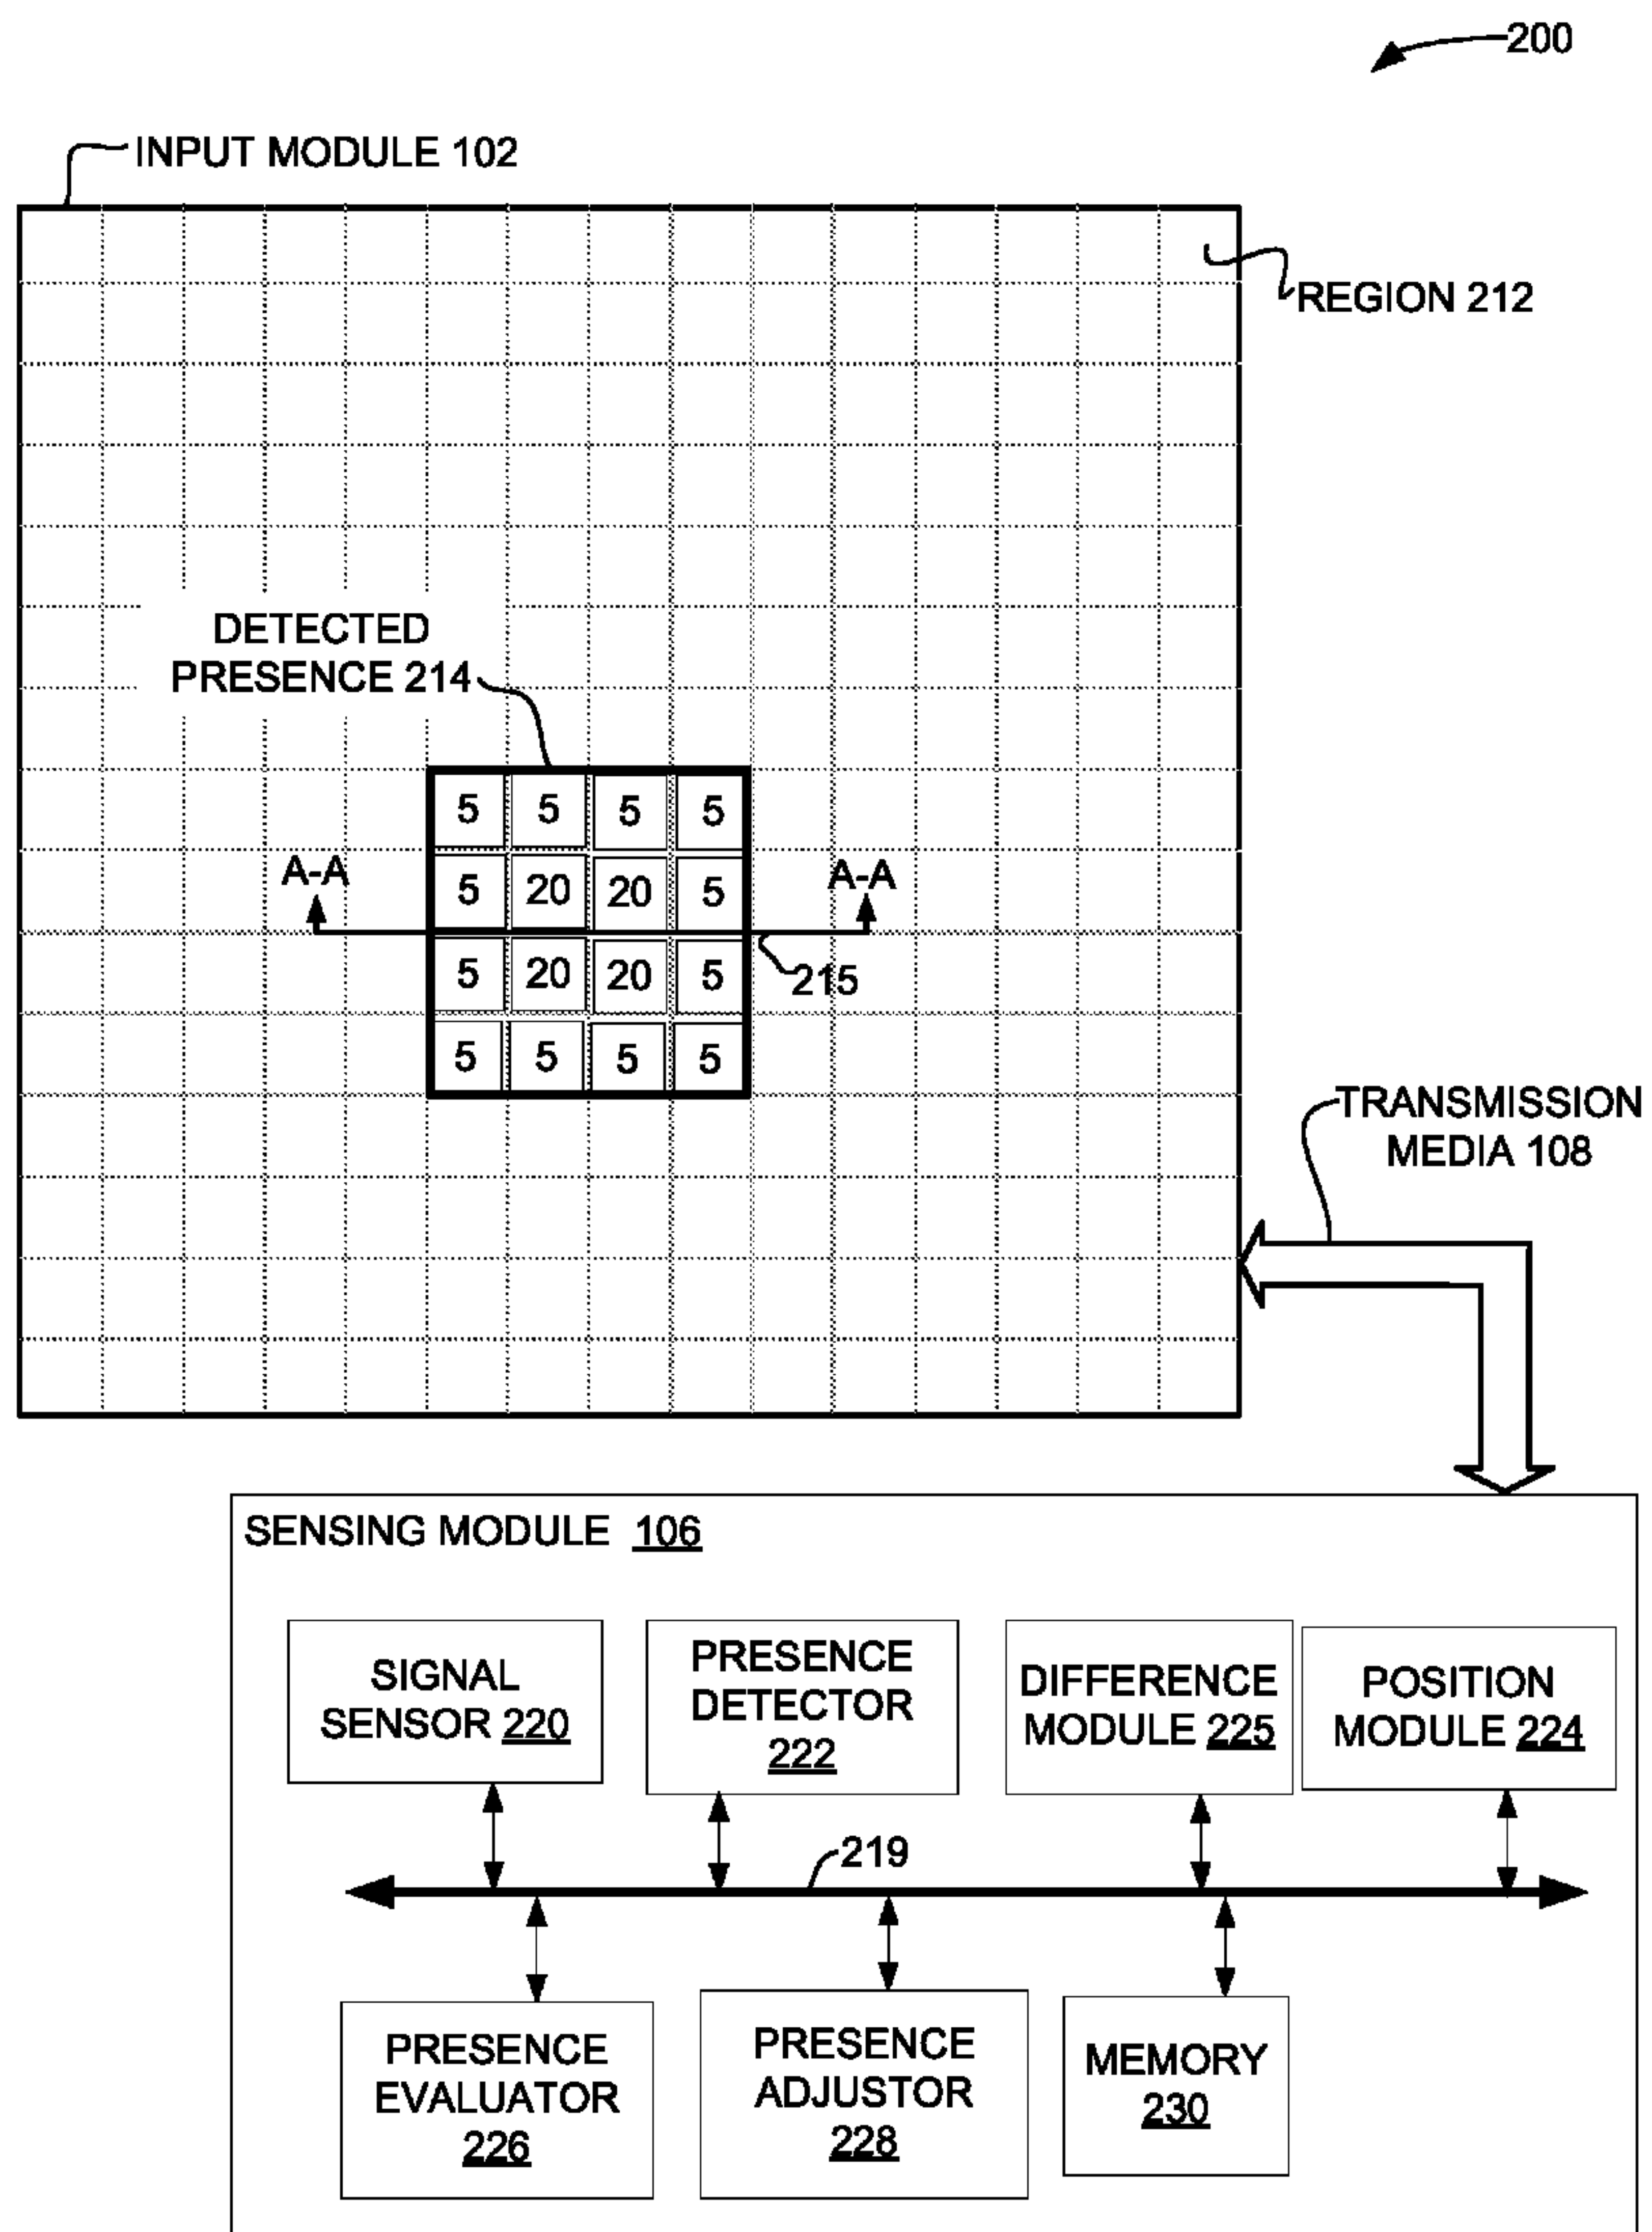 200
INPUT MODULE 102
REGION 212
DETECTED
PRESENCE 214
5 5 5 5
A-A 5 20 20 5 A-A
5 20 20 5 215
5 5 5 5
TRANSMISSION
MEDIA 108
SENSING MODULE 106
SIGNAL
SENSOR 220
PRESENCE
DETECTOR
222
DIFFERENCE
MODULE 225
POSITION
MODULE 224
219
PRESENCE
EVALUATOR
226
PRESENCE
ADJUSTOR
228
MEMORY
230